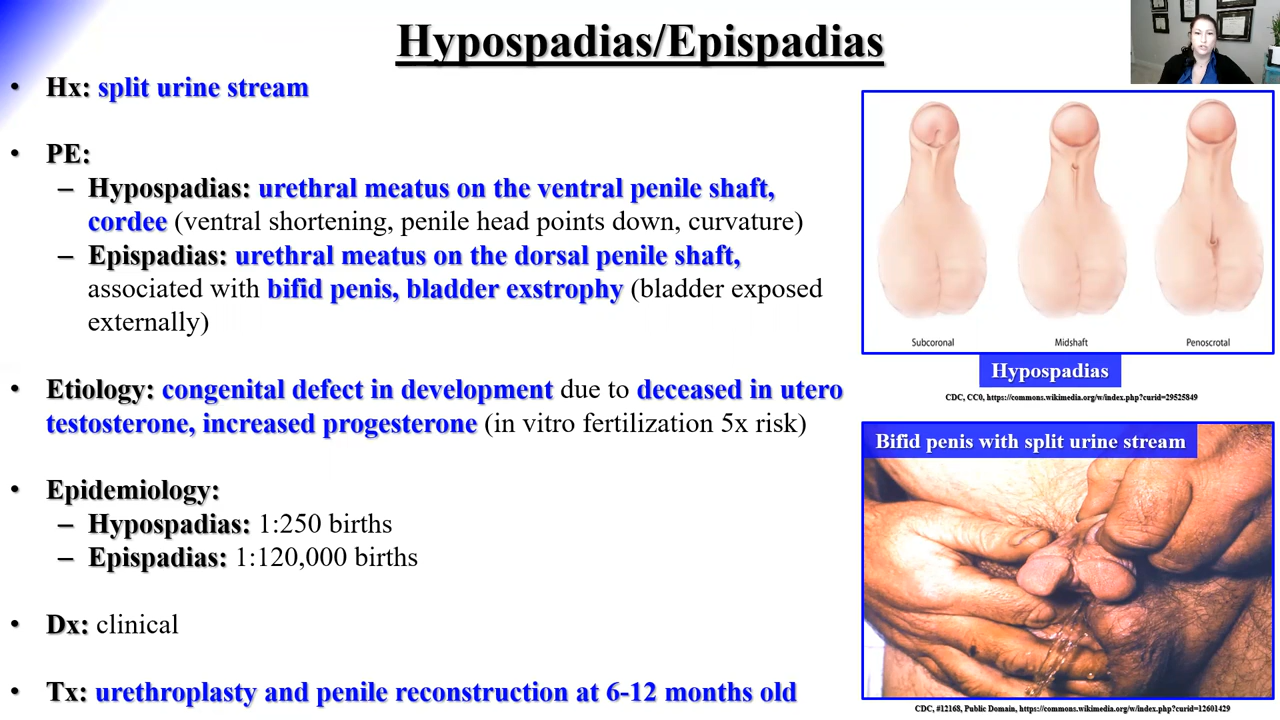 Hypospadias/Epispadias
• Hx: split urine stream
• PE:
– Hypospadias: urethral meatus on the ventral penile shaft,
cordee (ventral shortening, penile head points down, curvature)
– Epispadias: urethral meatus on the dorsal penile shaft,
associated with bifid penis, bladder exstrophy (bladder exposed
externally)
• Etiology: congenital defect in development due to deceased in utero
testosterone, increased progesterone (in vitro fertilization 5x risk)
• Epidemiology:
– Hypospadias: 1:250 births
– Epispadias: 1:120,000 births
• Dx: clinical
• Tx: urethroplasty and penile reconstruction at 6-12 months old
Subcoronal
Midshaft
Penoscrotal
Hypospadias
CDC, CC0, https://commons.wikimedia.org/w/index.php?curid=29525849
Bifid penis with split urine stream
CDC, #12168, Public Domain, https://commons.wikimedia.org/w/index.php?curid=12601429